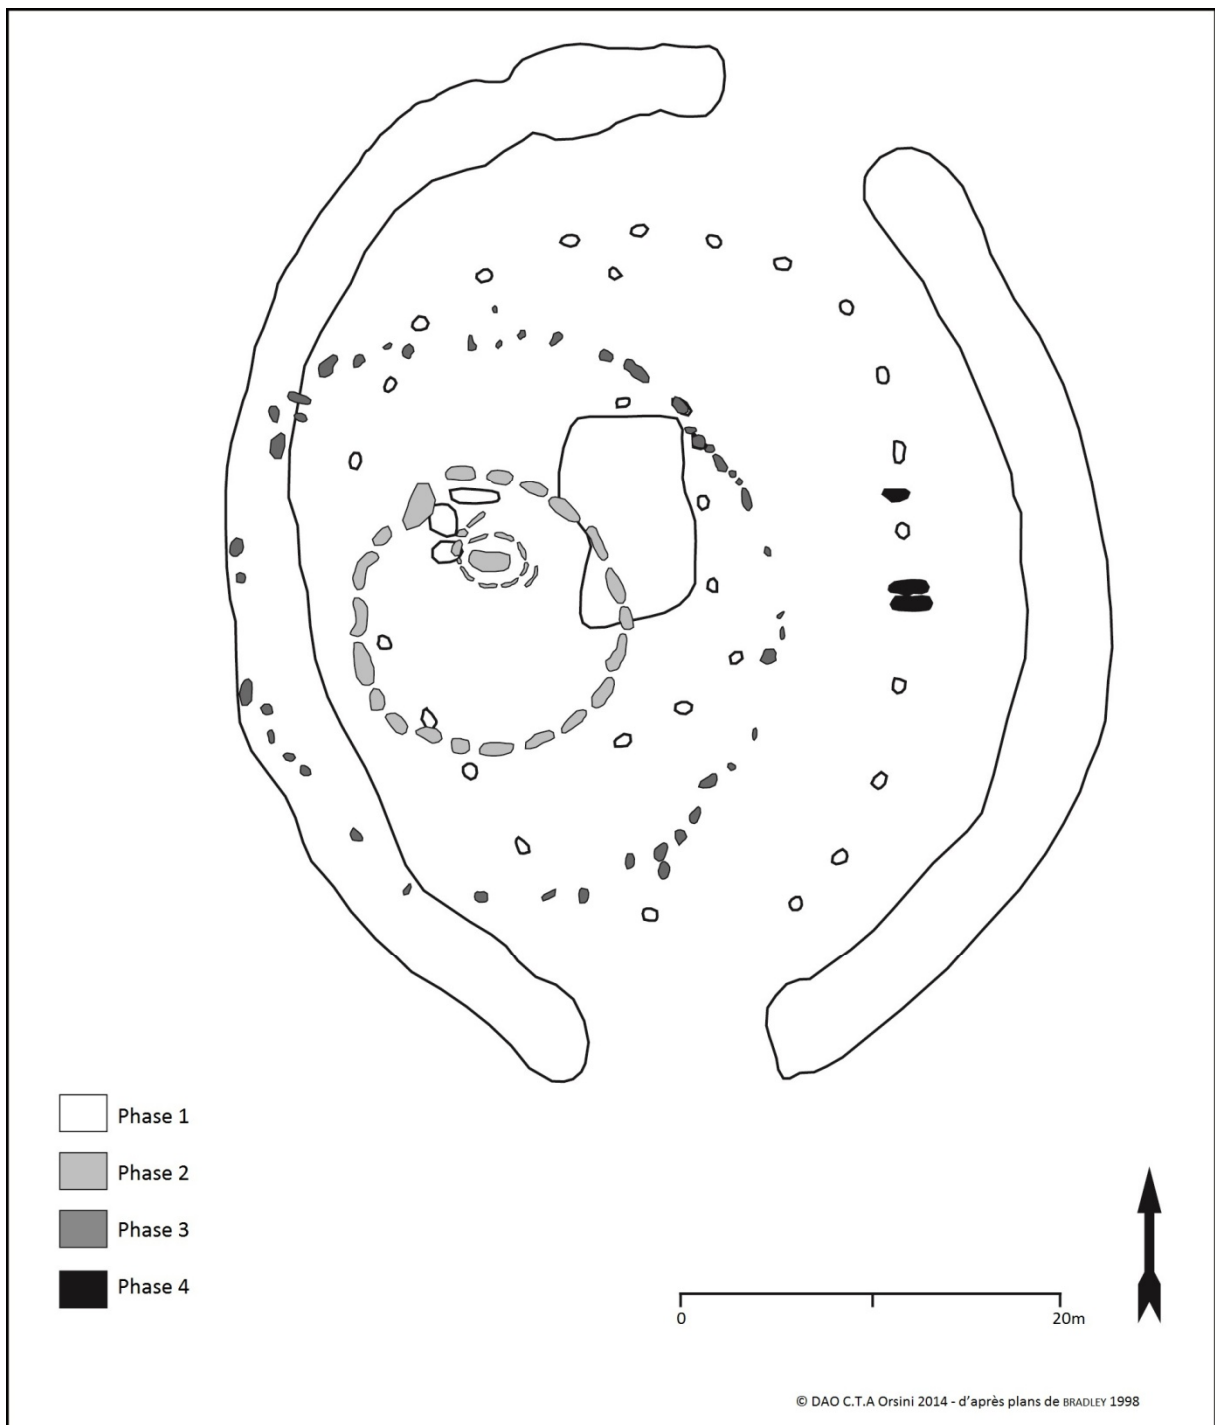 Phase 1
Phase 2
Phase 3
Phase 4
0 20m
© DAO C.T.A Orsini 2014 - d'après plans de BRADLEY 1998